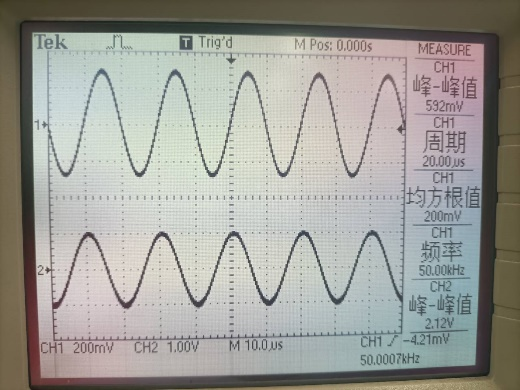 Tek T Trig'd M Pos: 0.000s MEASURE
CH1
峰-峰值
592mV
CH1
周期
20.00us
CH1
均方根值
200mV
CH1
频率
50.00kHz
CH2
峰-峰值
2.12V
1
2
CH1 200mV CH2 1.00V M 10.0us CH1 -4.21mV
50.0007kHz